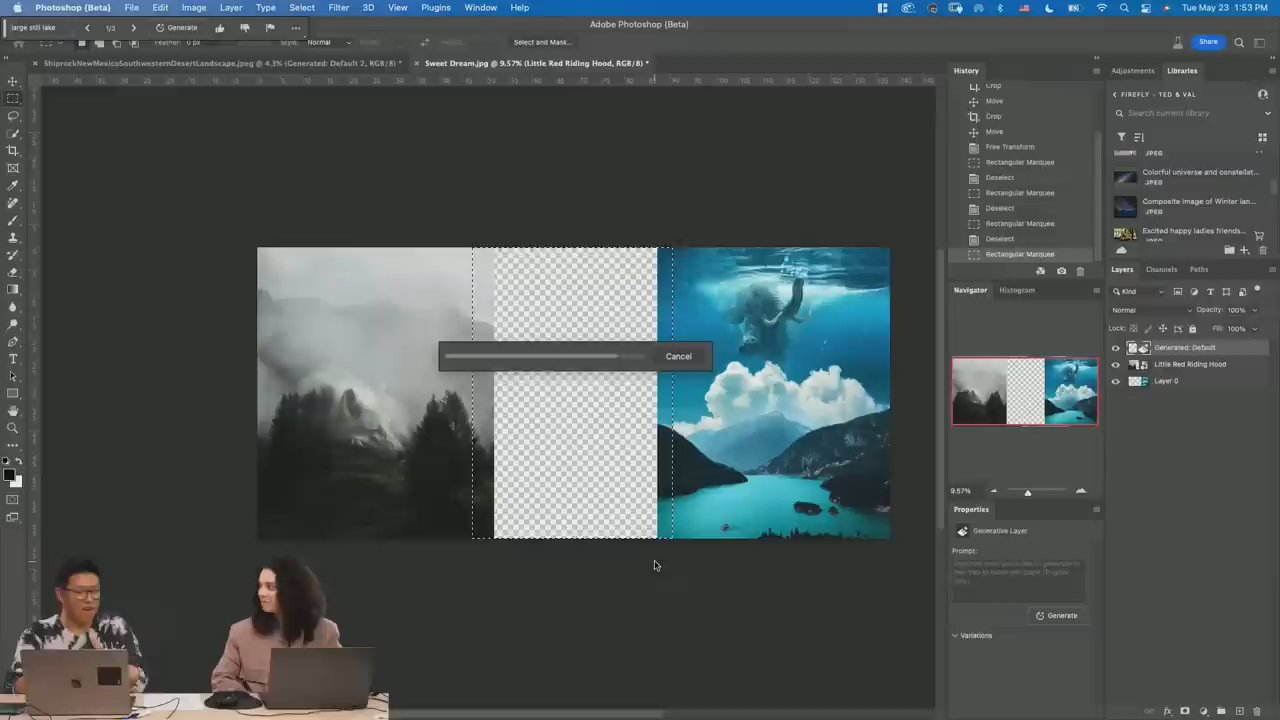 Photoshop (Beta) File Edit Image Layer Type Select Filter 3D View Plugins Window Help
Tue May 23 1:53 PM
large still lake 1/3 Generate
Adobe Photoshop (Beta)
Feather: 0 px Style: Normal Select and Mask...
Share
ShiprockNewMexicoSouthwesternDesertLandscape.jpeg @ 4.3% (Generated: Default 2, RGB/8) *
Sweet Dream.jpg @ 9.57% (Little Red Riding Hood, RGB/8) *
History
Crop
Move
Crop
Move
Free Transform
Rectangular Marquee
Deselect
Rectangular Marquee
Deselect
Rectangular Marquee
Deselect
Rectangular Marquee
Navigator Histogram
9.57%
Properties
Generative Layer
Prompt:
Generate
Variations
Adjustments Libraries
FIREFLY - TED & VAL
Search current library
JPEG
Colorful universe and constellat...
JPEG
Composite image of Winter lan...
JPEG
Excited happy ladies friends...
JPEG
Layers Channels Paths
Kind
Normal Opacity: 100%
Lock: Fill: 100%
Generated: Default
Little Red Riding Hood
Layer 0
Cancel